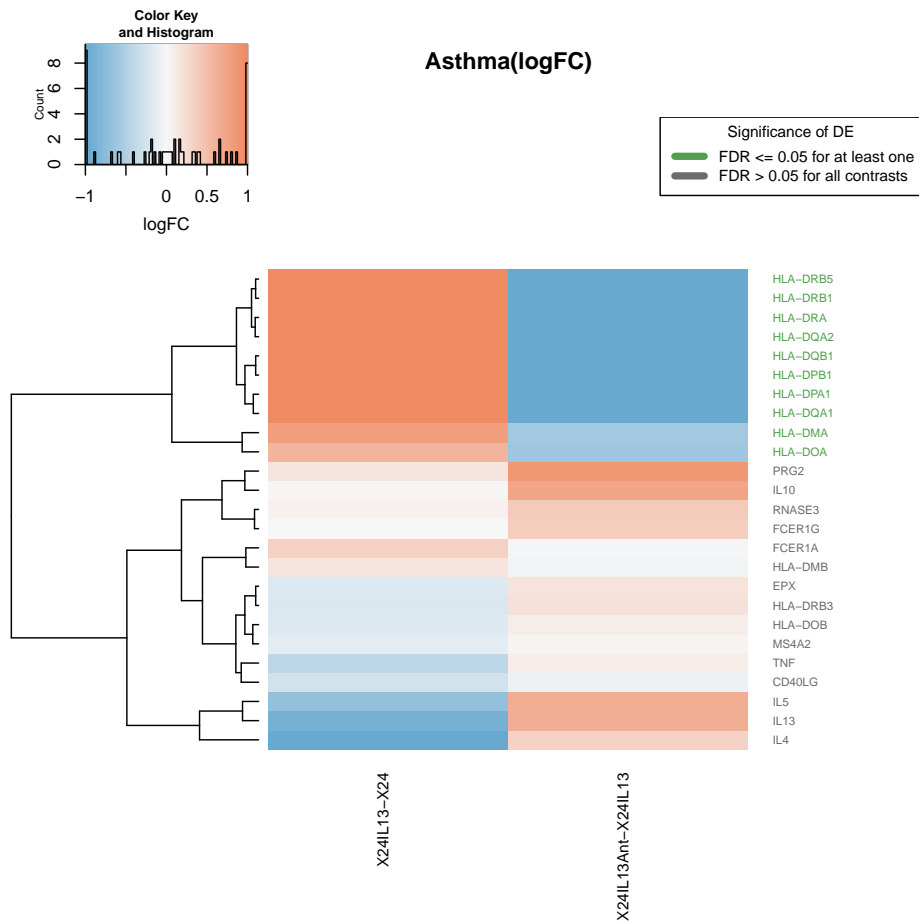 Color Key
and Histogram
Count
0 2 4 6 8
−1 0 0.5 1
logFC
Asthma(logFC)
Significance of DE
FDR <= 0.05 for at least one
FDR > 0.05 for all contrasts
HLA−DRB5
HLA−DRB1
HLA−DRA
HLA−DQA2
HLA−DQB1
HLA−DPB1
HLA−DPA1
HLA−DQA1
HLA−DMA
HLA−DOA
PRG2
IL10
RNASE3
FCER1G
FCER1A
HLA−DMB
EPX
HLA−DRB3
HLA−DOB
MS4A2
TNF
CD40LG
IL5
IL13
IL4
X24IL13−X24
X24IL13Ant−X24IL13